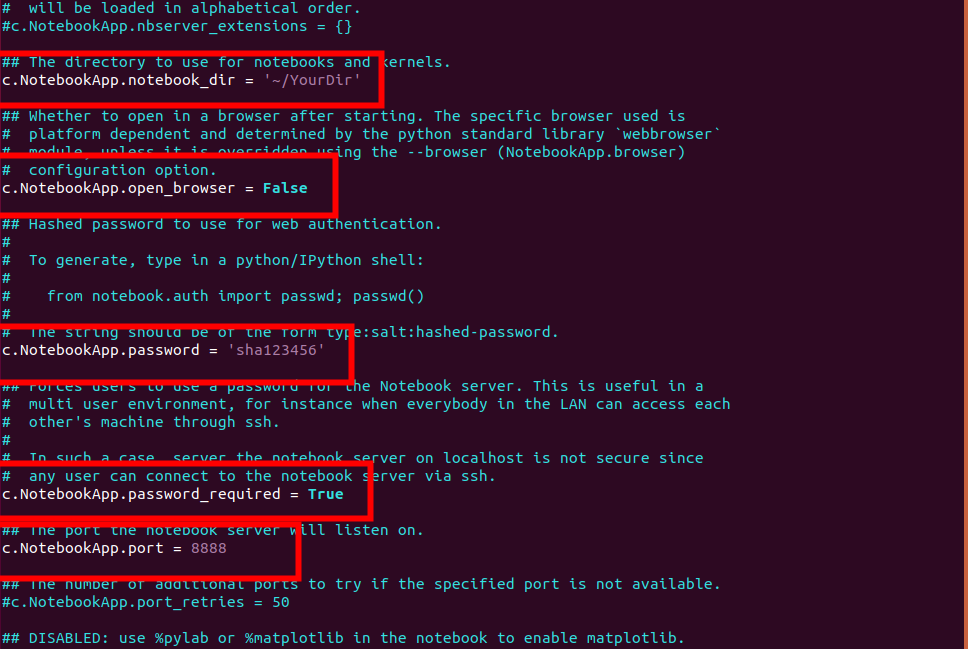 #  will be loaded in alphabetical order.
#c.NotebookApp.nbserver_extensions = {}
## The directory to use for notebooks and kernels.
c.NotebookApp.notebook_dir = '~/YourDir'
## Whether to open in a browser after starting. The specific browser used is
#  platform dependent and determined by the python standard library `webbrowser`
#  module, unless it is overridden using the --browser (NotebookApp.browser)
#  configuration option.
c.NotebookApp.open_browser = False
## Hashed password to use for web authentication.
#
#  To generate, type in a python/IPython shell:
#
#    from notebook.auth import passwd; passwd()
#
#  The string should be of the form type:salt:hashed-password.
c.NotebookApp.password = 'sha123456'
## Forces users to use a password for the Notebook server. This is useful in a
#  multi user environment, for instance when everybody in the LAN can access each
#  other's machine through ssh.
#
#  In such a case, server the notebook server on localhost is not secure since
#  any user can connect to the notebook server via ssh.
c.NotebookApp.password_required = True
## The port the notebook server will listen on.
c.NotebookApp.port = 8888
## The number of additional ports to try if the specified port is not available.
#c.NotebookApp.port_retries = 50
## DISABLED: use %pylab or %matplotlib in the notebook to enable matplotlib.